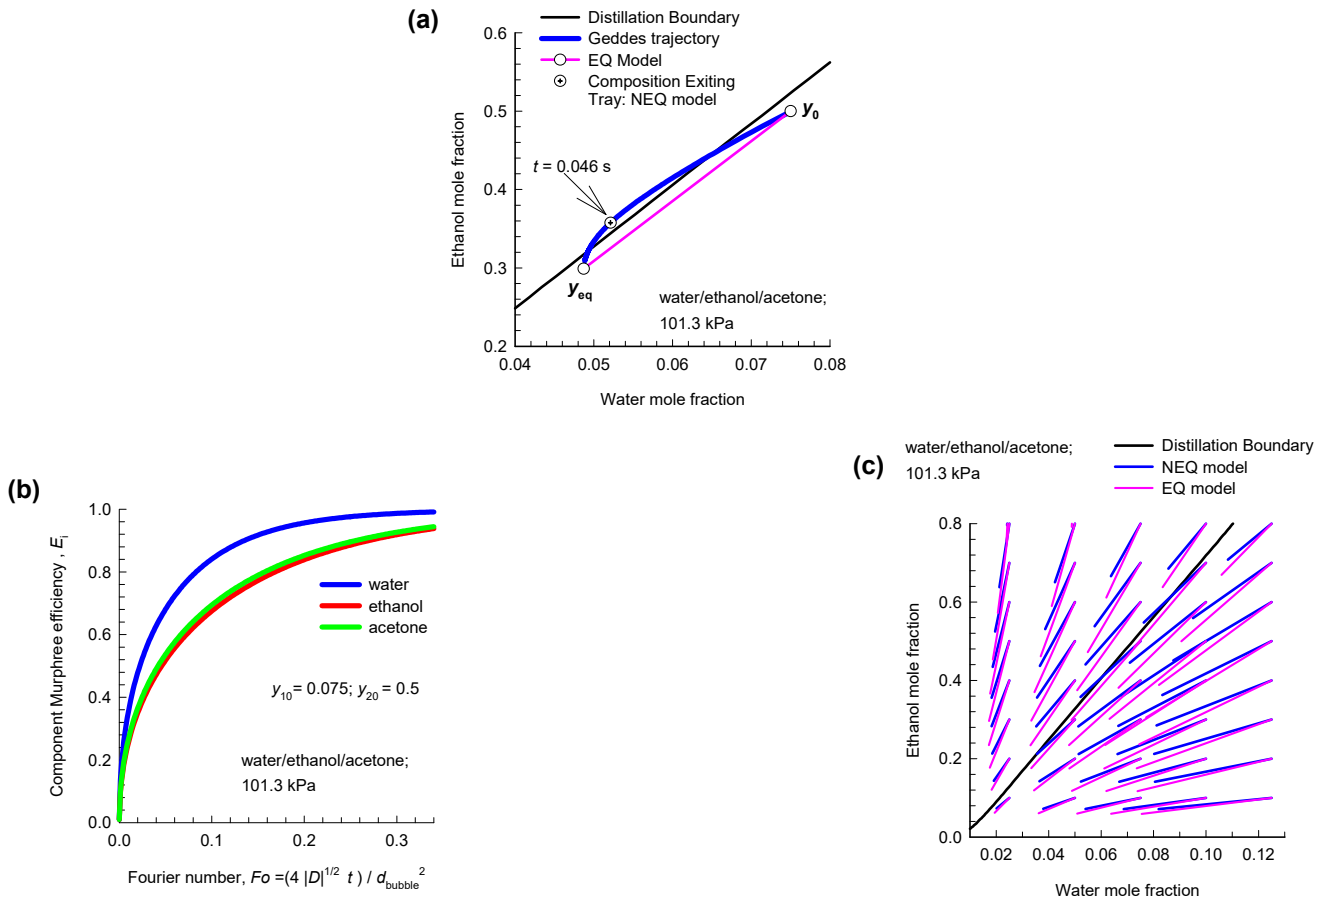 (a)
Distillation Boundary
Geddes trajectory
EQ Model
Composition Exiting
Tray: NEQ model
0.6
0.5
0.4
0.3
0.2
Ethanol mole fraction
y0
t = 0.046 s
yeq
water/ethanol/acetone;
101.3 kPa
0.04 0.05 0.06 0.07 0.08
Water mole fraction
(b)
1.0
0.8
0.6
0.4
0.2
0.0
Component Murphree efficiency , Ei
water
ethanol
acetone
y10= 0.075; y20 = 0.5
water/ethanol/acetone;
101.3 kPa
0.0 0.1 0.2 0.3
Fourier number, Fo =(4 |D|1/2 t ) / dbubble2
(c)
water/ethanol/acetone;
101.3 kPa
Distillation Boundary
NEQ model
EQ model
0.8
0.6
0.4
0.2
0.0
Ethanol mole fraction
0.02 0.04 0.06 0.08 0.10 0.12
Water mole fraction